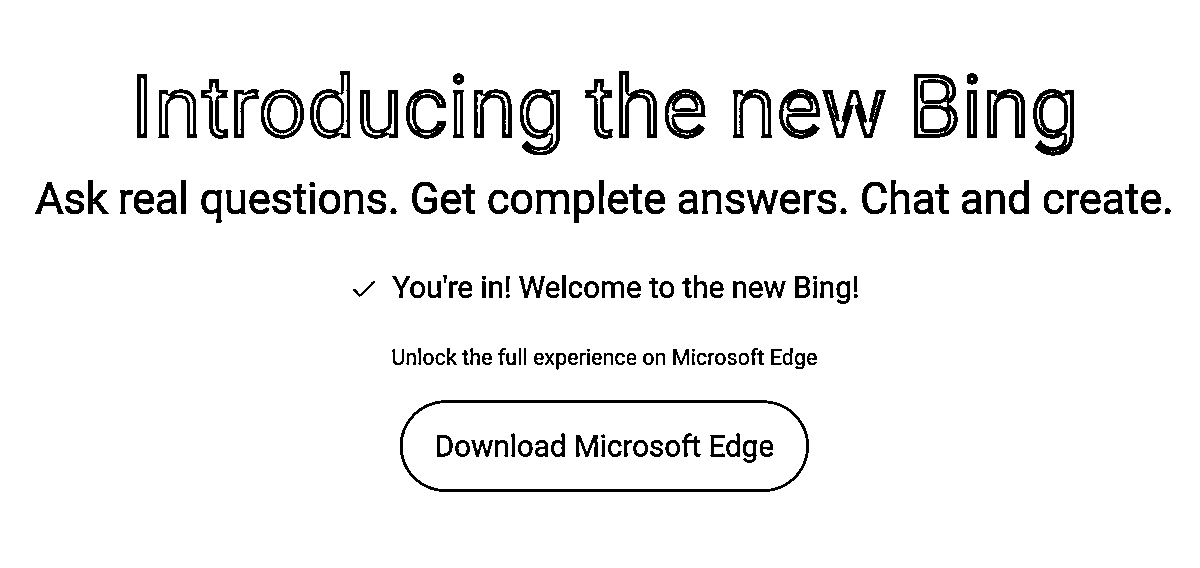 Introducing the new Bing
Ask real questions. Get complete answers. Chat and create.
You're in! Welcome to the new Bing!
Unlock the full experience on Microsoft Edge
Download Microsoft Edge